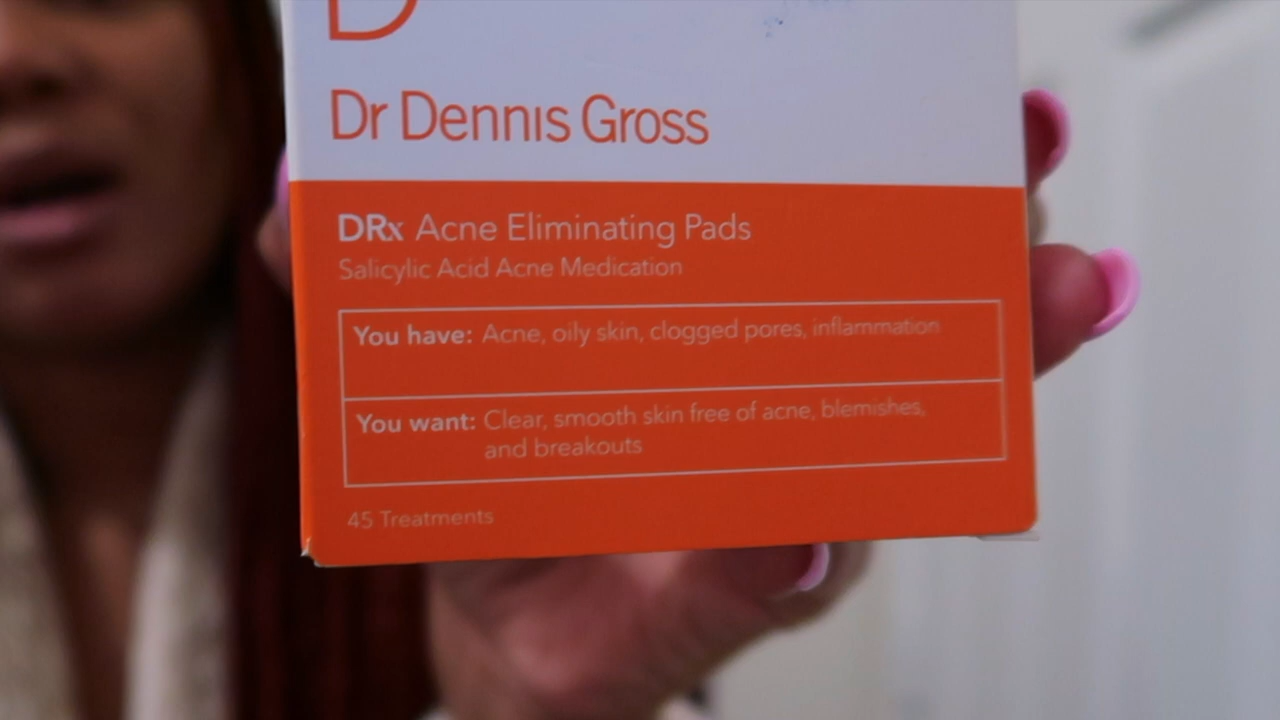 D
Dr Dennis Gross
DRx Acne Eliminating Pads
Salicylic Acid Acne Medication
You have: Acne, oily skin, clogged pores, inflammation
You want: Clear, smooth skin free of acne, blemishes,
and breakouts
45 Treatments